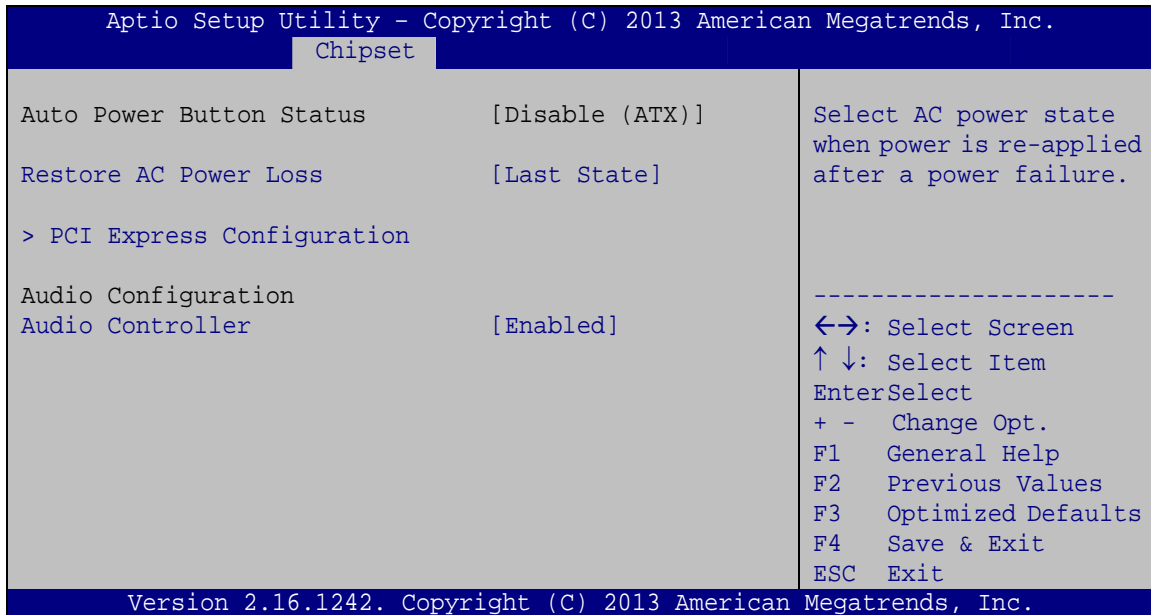 Aptio Setup Utility – Copyright (C) 2013 American Megatrends, Inc.
Chipset
Auto Power Button Status [Disable (ATX)]
Restore AC Power Loss [Last State]
> PCI Express Configuration
Audio Configuration
Audio Controller [Enabled]
Select AC power state
when power is re-applied
after a power failure.
---------------------
←→: Select Screen
↑ ↓: Select Item
EnterSelect
+ - Change Opt.
F1 General Help
F2 Previous Values
F3 Optimized Defaults
F4 Save & Exit
ESC Exit
Version 2.16.1242. Copyright (C) 2013 American Megatrends, Inc.